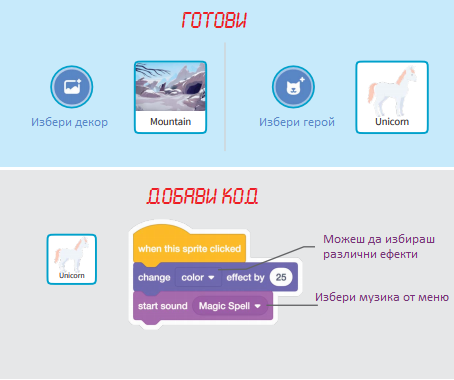 ГОТОВИ
Избери декор
Mountain
Избери герой
Unicorn
ДОБАВИ КОД
Unicorn
when this sprite clicked
change color effect by 25
start sound Magic Spell
Можеш да избираш
различни ефекти
Избери музика от меню